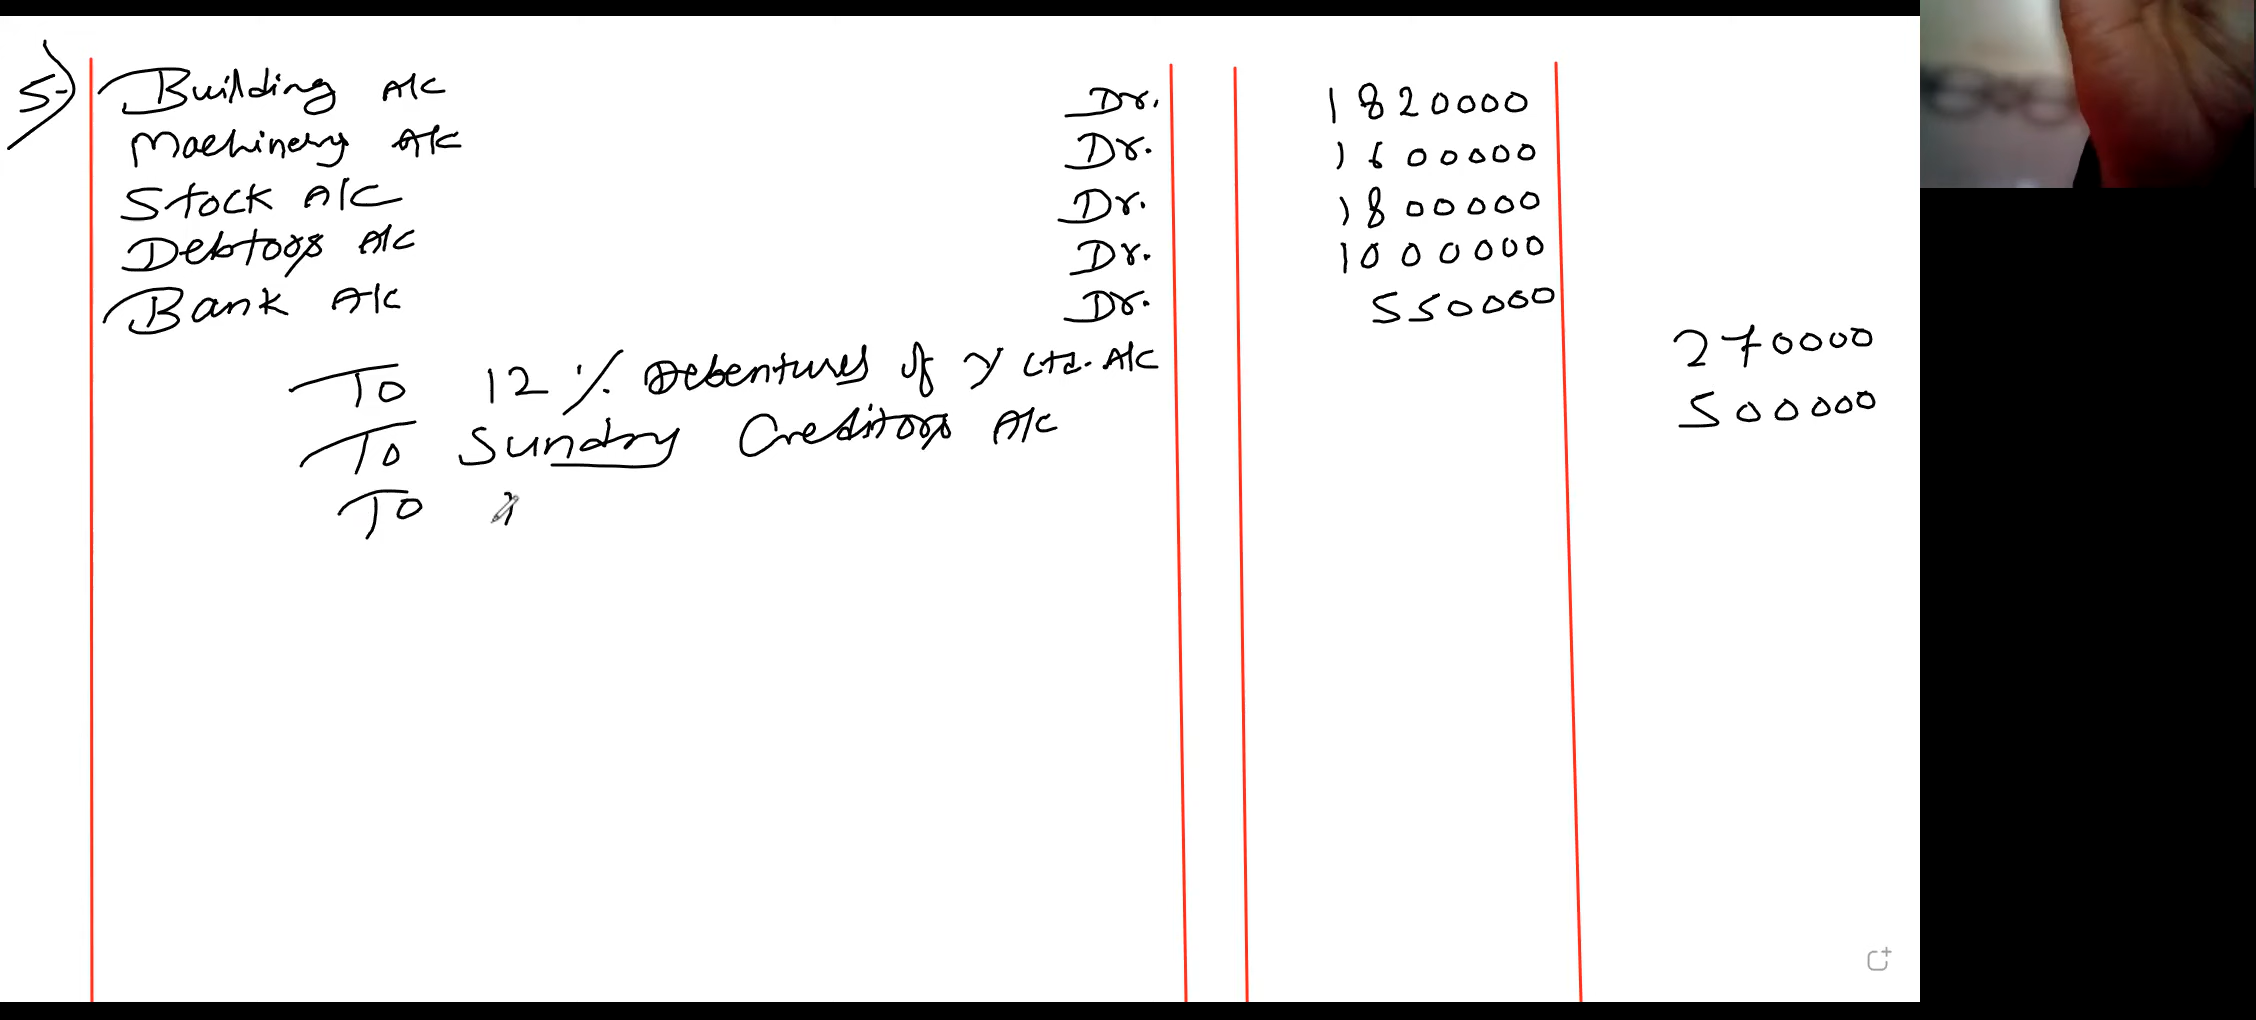 5) Building A/c Dr. 1820000
Machinery A/c Dr. 1600000
Stock A/c Dr. 1800000
Debtors A/c Dr. 1000000
Bank A/c Dr. 550000
To 12 % Debentures of Y Ltd. A/c 270000
To Sundry Creditors A/c 500000
To